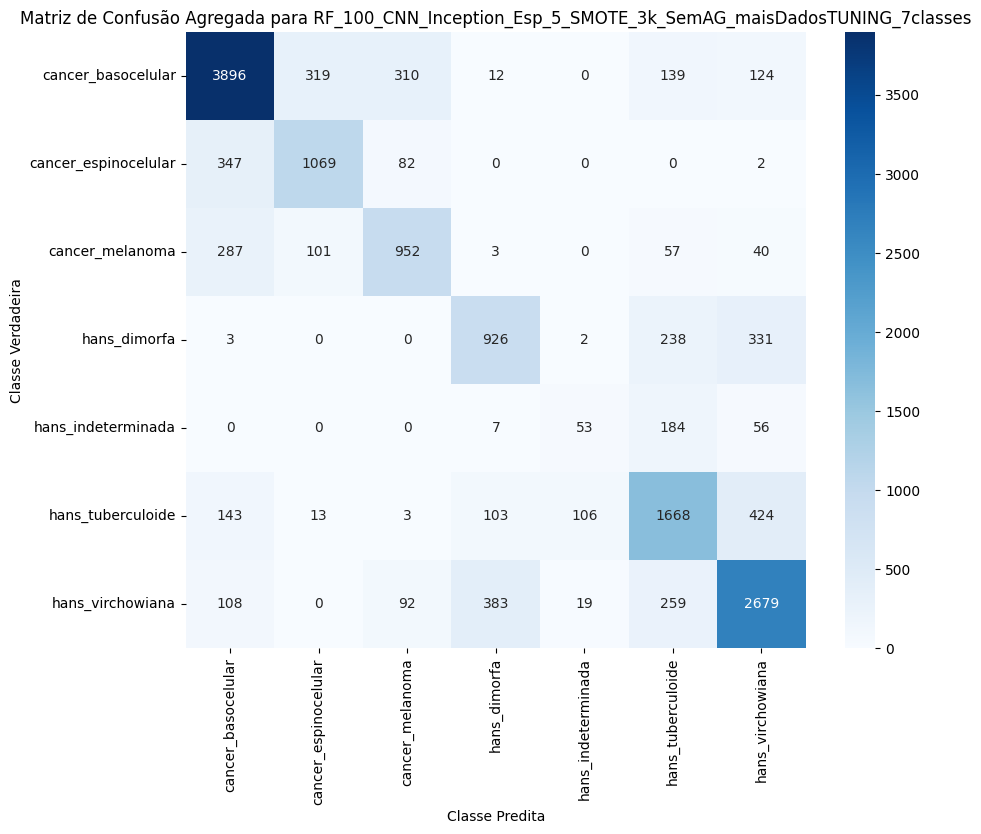 Matriz de Confusão Agregada para RF_100_CNN_Inception_Esp_5_SMOTE_3k_SemAG_maisDadosTUNING_7classes
Classe Verdadeira
cancer_basocelular 3896 319 310 12 0 139 124
cancer_espinocelular 347 1069 82 0 0 0 2
cancer_melanoma 287 101 952 3 0 57 40
hans_dimorfa 3 0 0 926 2 238 331
hans_indeterminada 0 0 0 7 53 184 56
hans_tuberculoide 143 13 3 103 106 1668 424
hans_virchowiana 108 0 92 383 19 259 2679
cancer_basocelular
cancer_espinocelular
cancer_melanoma
hans_dimorfa
hans_indeterminada
hans_tuberculoide
hans_virchowiana
Classe Predita
3500
3000
2500
2000
1500
1000
500
0